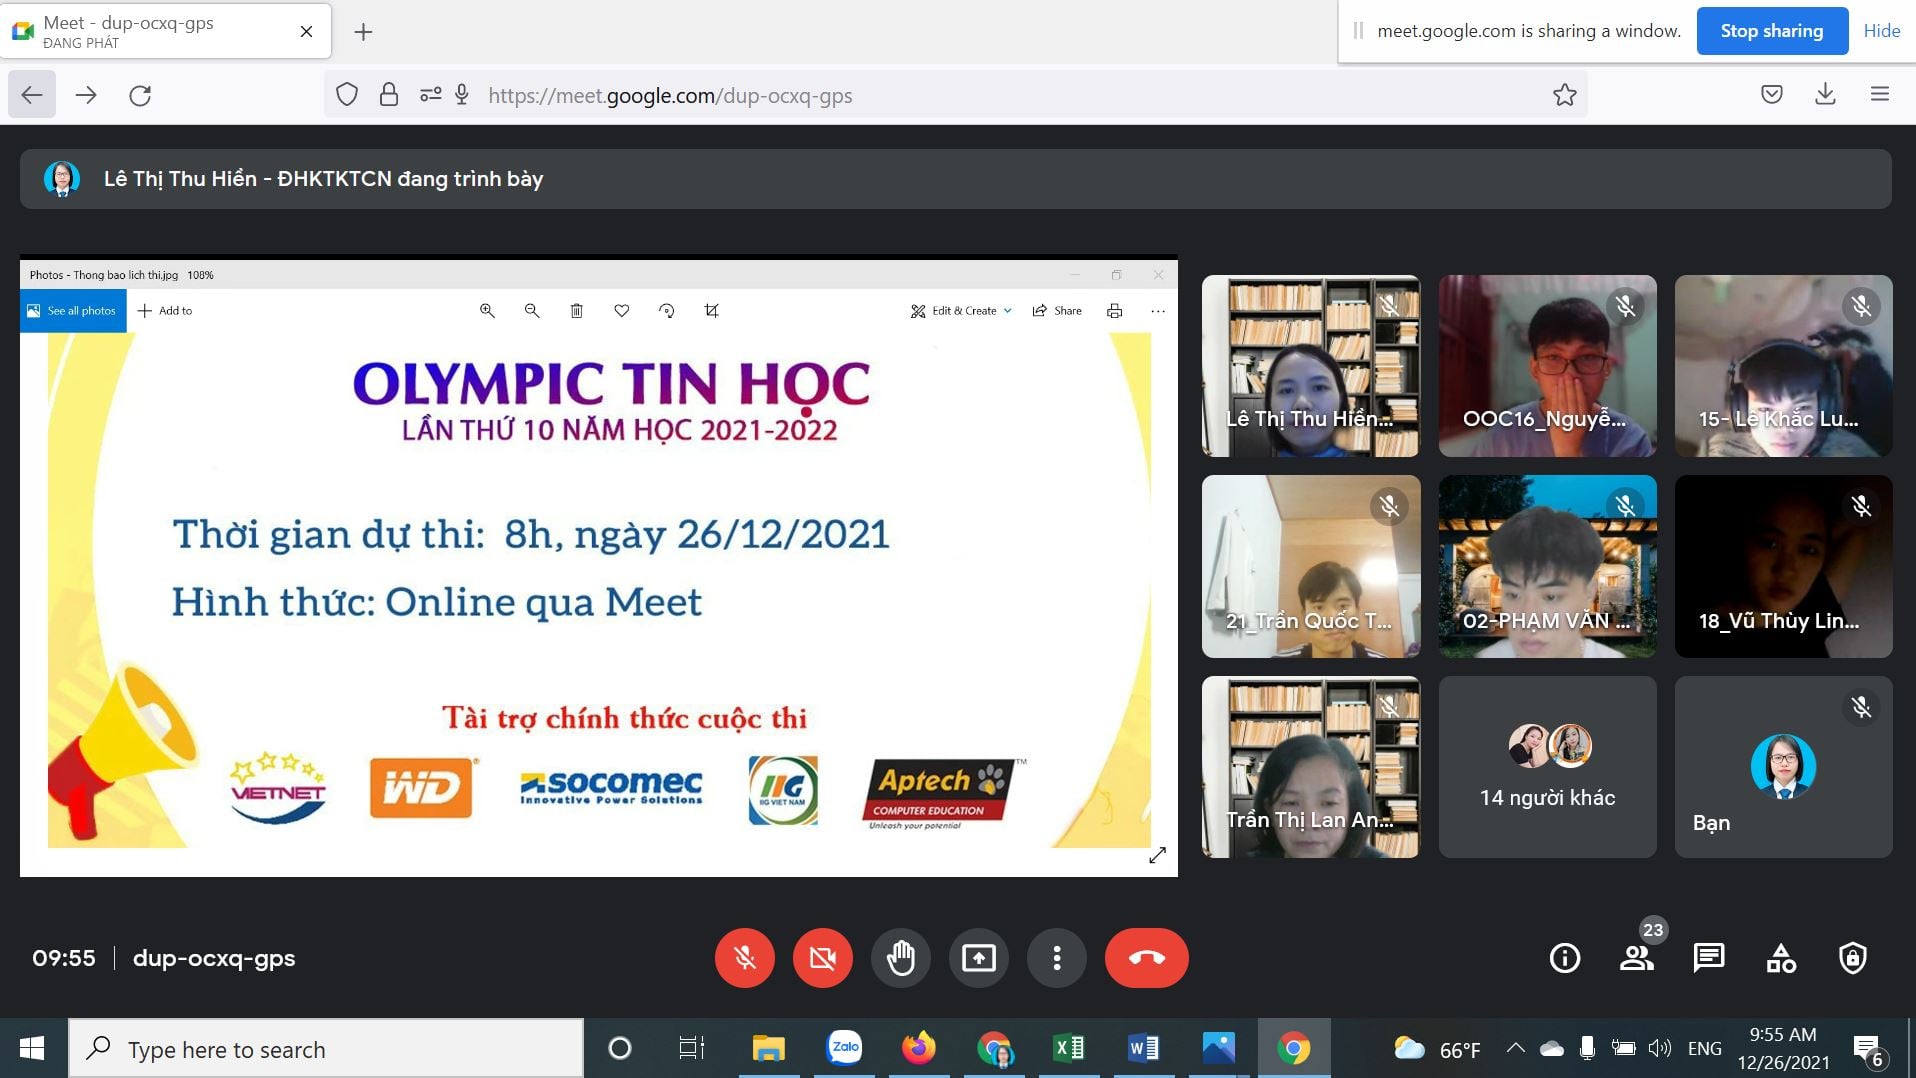 Meet - dup-ocxq-gps
ĐANG PHÁT
meet.google.com is sharing a window.
Stop sharing
Hide
https://meet.google.com/dup-ocxq-gps
Lê Thị Thu Hiền - ĐHKTKTCN đang trình bày
Photos - Thong bao lich thi.jpg 108%
See all photos
Add to
Edit & Create
Share
OLYMPIC TIN HỌC
LẦN THỨ 10 NĂM HỌC 2021-2022
Thời gian dự thi: 8h, ngày 26/12/2021
Hình thức: Online qua Meet
Tài trợ chính thức cuộc thi
VIETNET
WD
socomec
Innovative Power Solutions
IIG
IIG VIET NAM
Aptech
COMPUTER EDUCATION
Unleash your potential
Lê Thị Thu Hiền...
OOC16_Nguyễ...
15- Lê Khắc Lu...
21_Trần Quốc T...
02-PHẠM VĂN ...
18_Vũ Thùy Lin...
Trần Thị Lan An...
14 người khác
Bạn
09:55
dup-ocxq-gps
23
Type here to search
Zalo
66°F
ENG
9:55 AM
12/26/2021
6